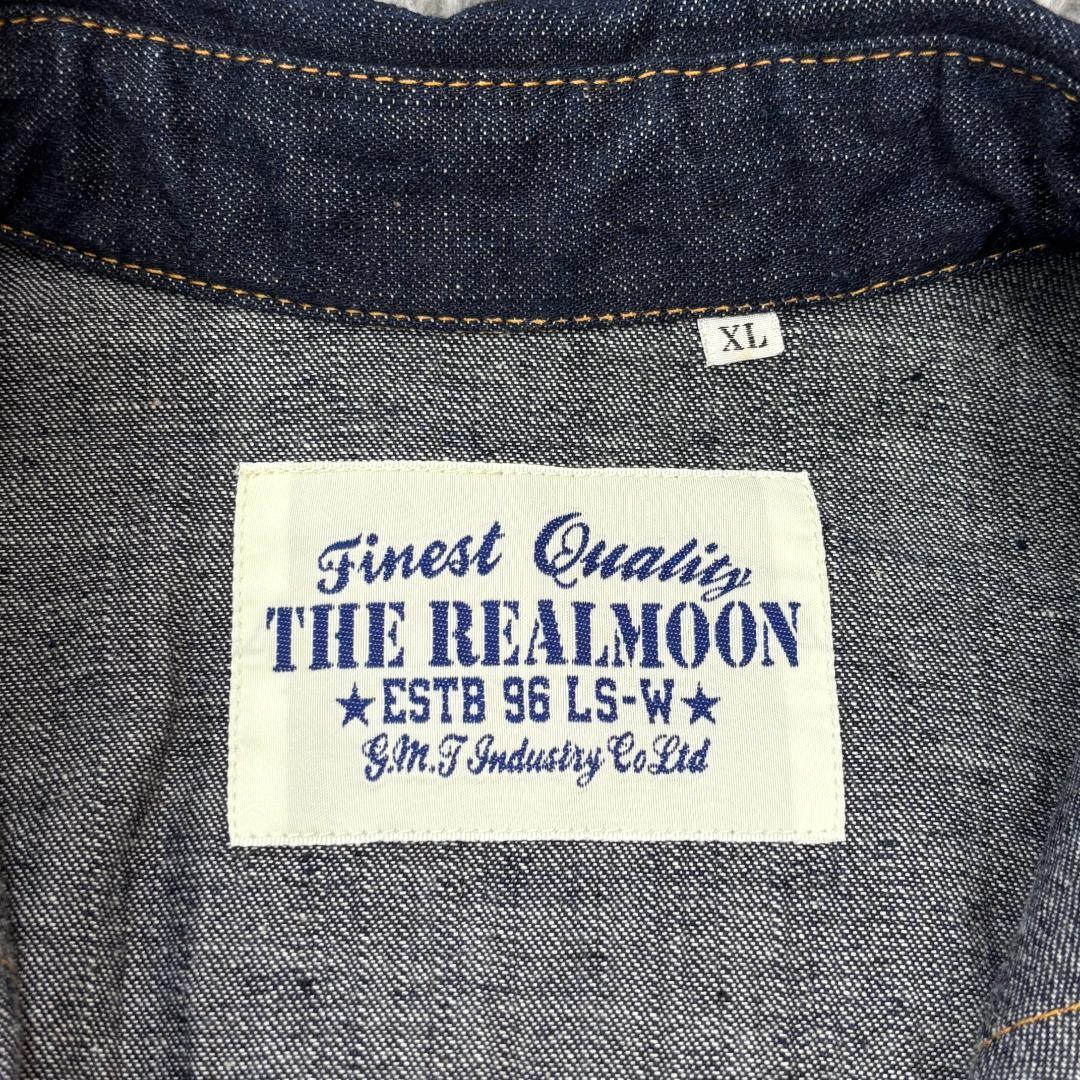 XL
Finest Quality
THE REALMOON
★ESTB 96 LS-W★
G.M.T Industry Co Ltd